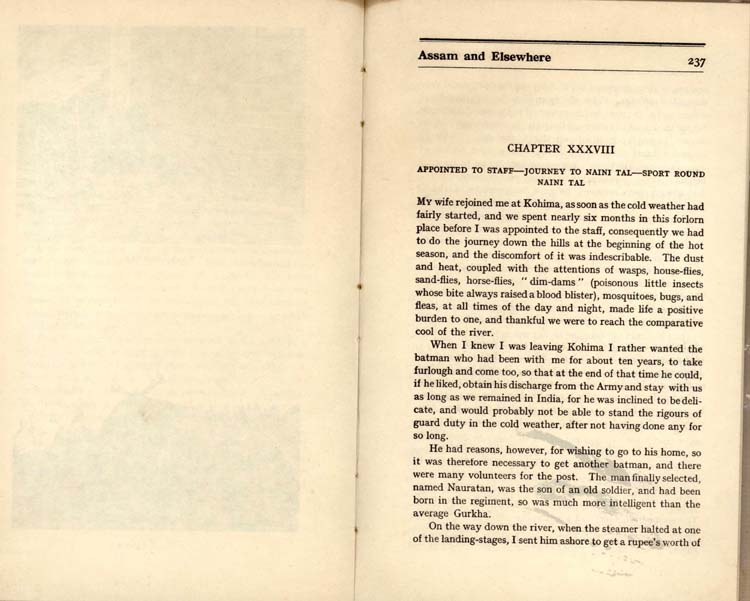 Assam and Elsewhere 237
CHAPTER XXXVIII
APPOINTED TO STAFF—JOURNEY TO NAINI TAL—SPORT ROUND
NAINI TAL
MY wife rejoined me at Kohima, as soon as the cold weather had
fairly started, and we spent nearly six months in this forlorn
place before I was appointed to the staff, consequently we had
to do the journey down the hills at the beginning of the hot
season, and the discomfort of it was indescribable. The dust
and heat, coupled with the attentions of wasps, house-flies,
sand-flies, horse-flies, "dim-dams" (poisonous little insects
whose bite always raised a blood blister), mosquitoes, bugs, and
fleas, at all times of the day and night, made life a positive
burden to one, and thankful we were to reach the comparative
cool of the river.
When I knew I was leaving Kohima I rather wanted the
batman who had been with me for about ten years, to take
furlough and come too, so that at the end of that time he could,
if he liked, obtain his discharge from the Army and stay with us
as long as we remained in India, for he was inclined to be deli-
cate, and would probably not be able to stand the rigours of
guard duty in the cold weather, after not having done any for
so long.
He had reasons, however, for wishing to go to his home, so
it was therefore necessary to get another batman, and there
were many volunteers for the post. The man finally selected,
named Nauratan, was the son of an old soldier, and had been
born in the regiment, so was much more intelligent than the
average Gurkha.
On the way down the river, when the steamer halted at one
of the landing-stages, I sent him ashore to get a rupee's worth of